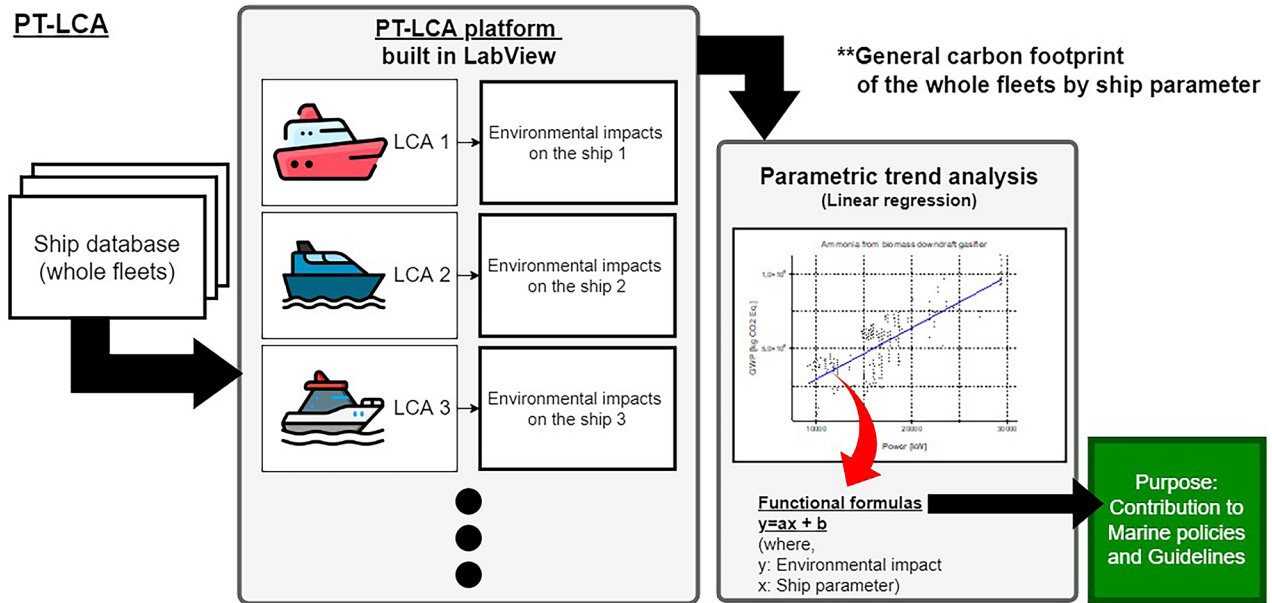 PT-LCA
PT-LCA platform
built in LabView
**General carbon footprint
of the whole fleets by ship parameter
Ship database
(whole fleets)
LCA 1
Environmental impacts
on the ship 1
LCA 2
Environmental impacts
on the ship 2
LCA 3
Environmental impacts
on the ship 3
Parametric trend analysis
(Linear regression)
Ammonia from biomass downdraft gasifier
GWP [kg CO2 Eq.]
10000
20000
30000
Power [kW]
Functional formulas
y=ax + b
(where,
y: Environmental impact
x: Ship parameter)
Purpose:
Contribution to
Marine policies
and Guidelines